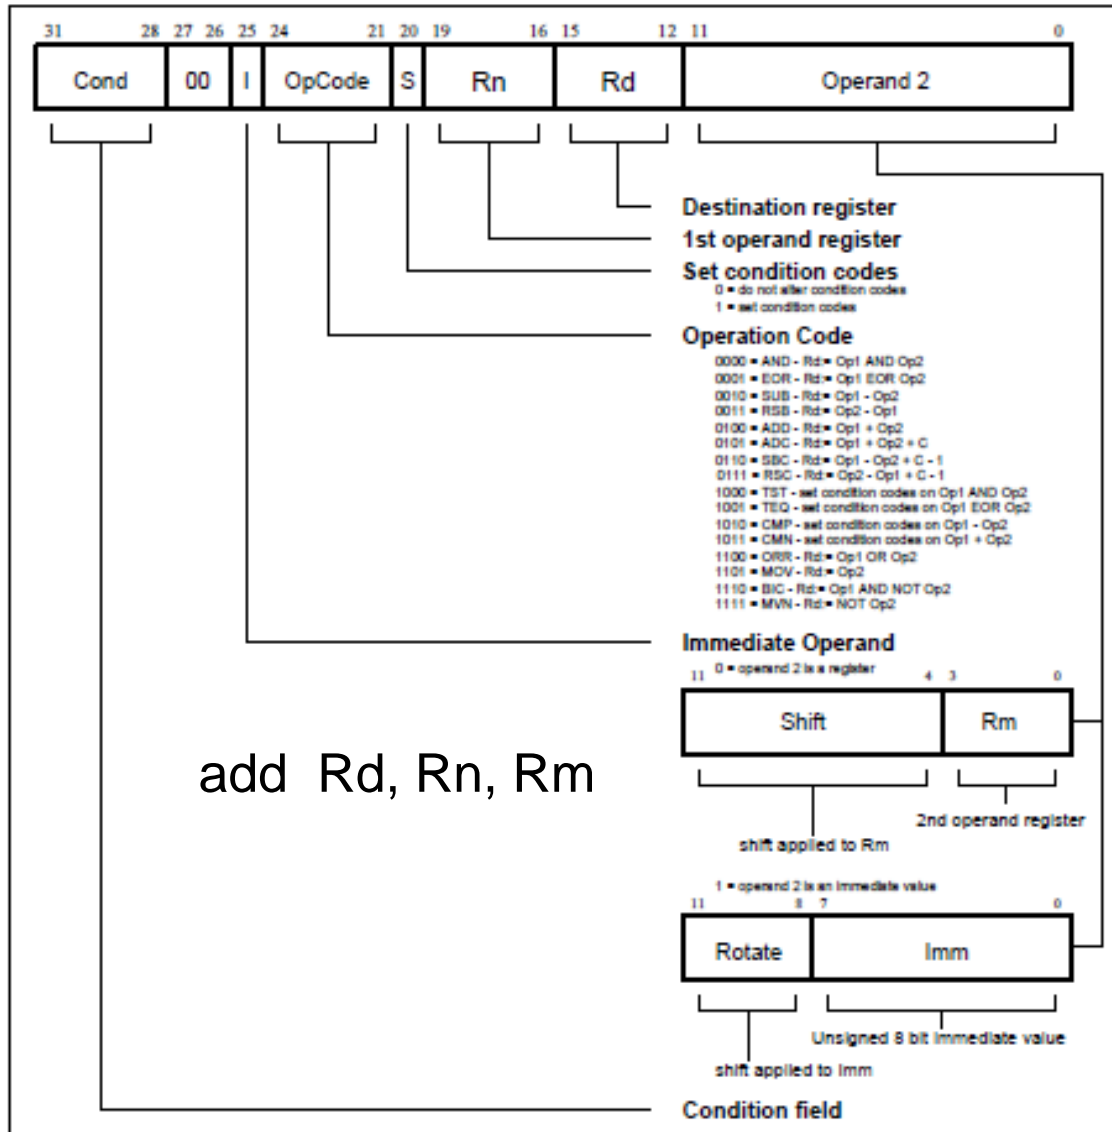 31 28 27 26 25 24 21 20 19 16 15 12 11 0
Cond 00 I OpCode S Rn Rd Operand 2
Destination register
1st operand register
Set condition codes
0 = do not alter condition codes
1 = set condition codes
Operation Code
0000 = AND - Rd:= Op1 AND Op2
0001 = EOR - Rd:= Op1 EOR Op2
0010 = SUB - Rd:= Op1 - Op2
0011 = RSB - Rd:= Op2 - Op1
0100 = ADD - Rd:= Op1 + Op2
0101 = ADC - Rd:= Op1 + Op2 + C
0110 = SBC - Rd:= Op1 - Op2 + C - 1
0111 = RSC - Rd:= Op2 - Op1 + C - 1
1000 = TST - set condition codes on Op1 AND Op2
1001 = TEQ - set condition codes on Op1 EOR Op2
1010 = CMP - set condition codes on Op1 - Op2
1011 = CMN - set condition codes on Op1 + Op2
1100 = ORR - Rd:= Op1 OR Op2
1101 = MOV - Rd:= Op2
1110 = BIC - Rd:= Op1 AND NOT Op2
1111 = MVN - Rd:= NOT Op2
Immediate Operand
0 = operand 2 is a register
11 4 3 0
Shift Rm
add Rd, Rn, Rm
2nd operand register
shift applied to Rm
1 = operand 2 is an immediate value
11 8 7 0
Rotate Imm
Unsigned 8 bit immediate value
shift applied to Imm
Condition field